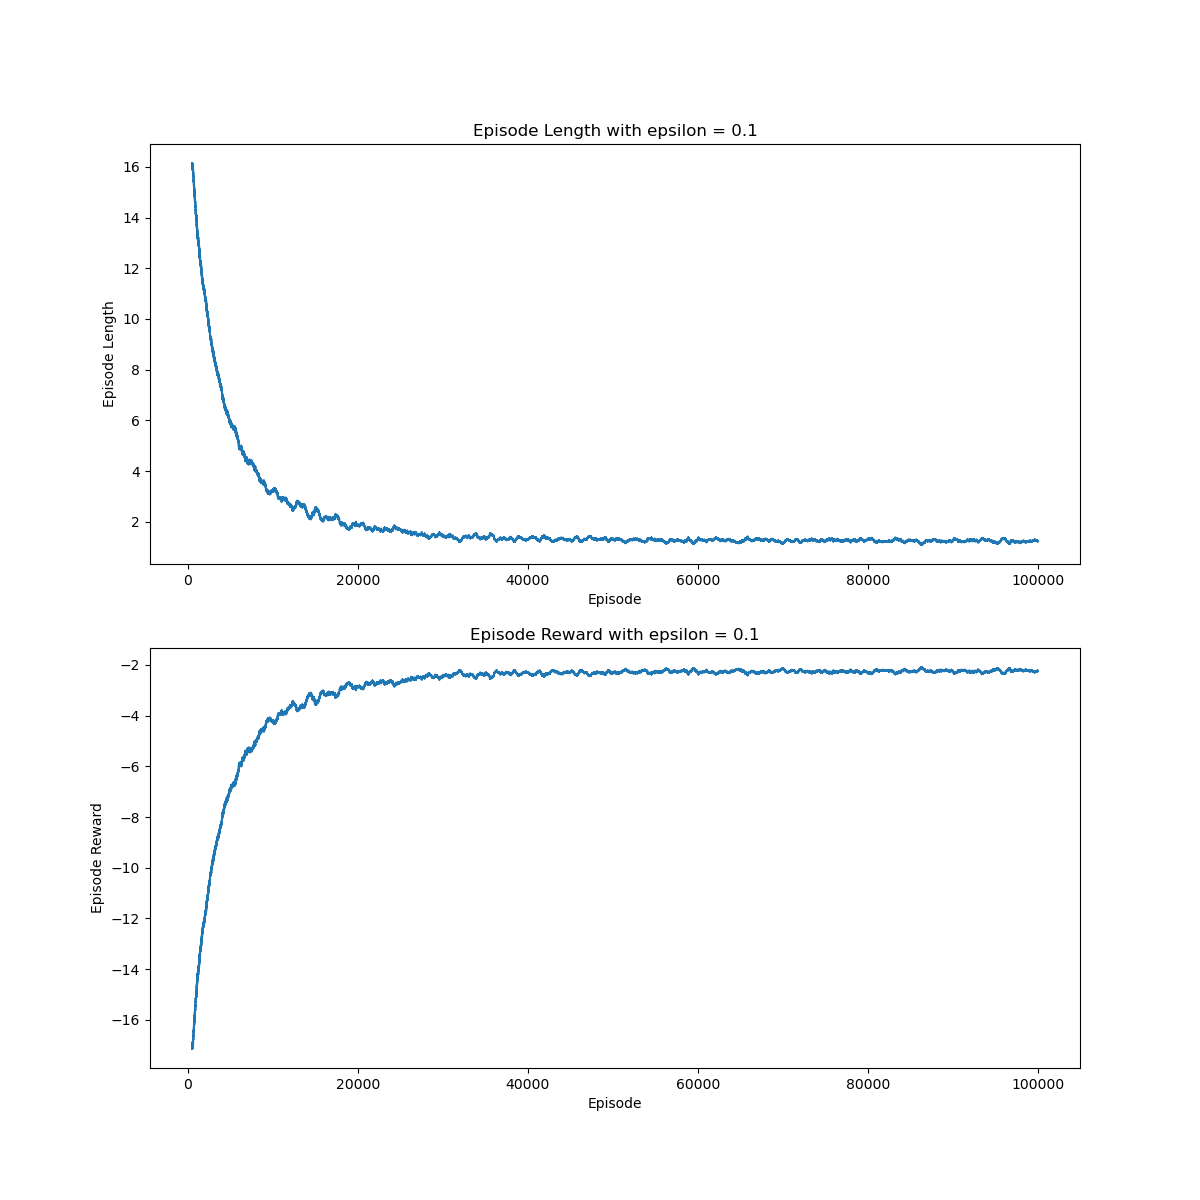 Episode Length with epsilon = 0.1
16
14
12
10
8
6
4
2
Episode Length
0 20000 40000 60000 80000 100000
Episode
Episode Reward with epsilon = 0.1
−2
−4
−6
−8
−10
−12
−14
−16
Episode Reward
0 20000 40000 60000 80000 100000
Episode